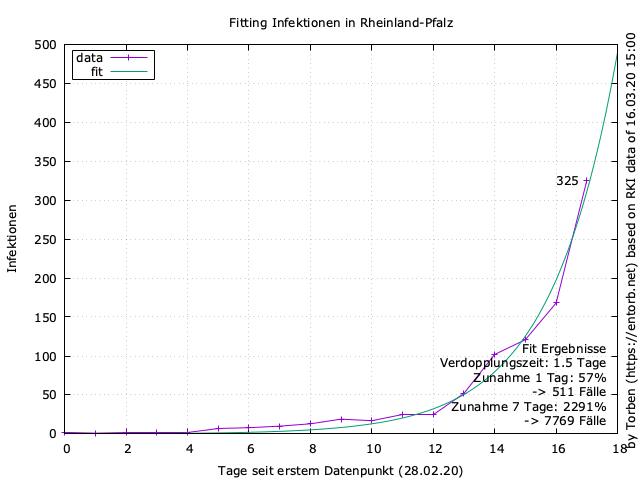 Fitting Infektionen in Rheinland-Pfalz
data
fit
500
450
400
350
300
250
200
150
100
50
0
0 2 4 6 8 10 12 14 16 18
Infektionen
Tage seit erstem Datenpunkt (28.02.20)
325
Fit Ergebnisse
Verdopplungszeit: 1.5 Tage
Zunahme 1 Tag: 57%
-> 511 Fälle
Zunahme 7 Tage: 2291%
-> 7769 Fälle
by Torben (https://entorb.net) based on RKI data of 16.03.20 15:00